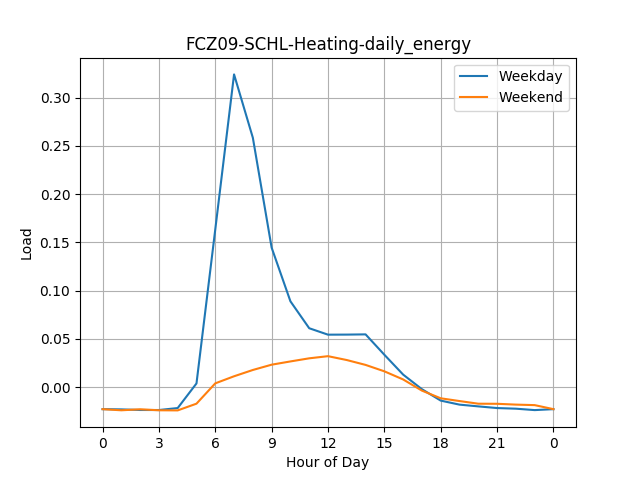 FCZ09-SCHL-Heating-daily_energy
Weekday
Weekend
0.30
0.25
0.20
0.15
0.10
0.05
0.00
Load
0 3 6 9 12 15 18 21 0
Hour of Day